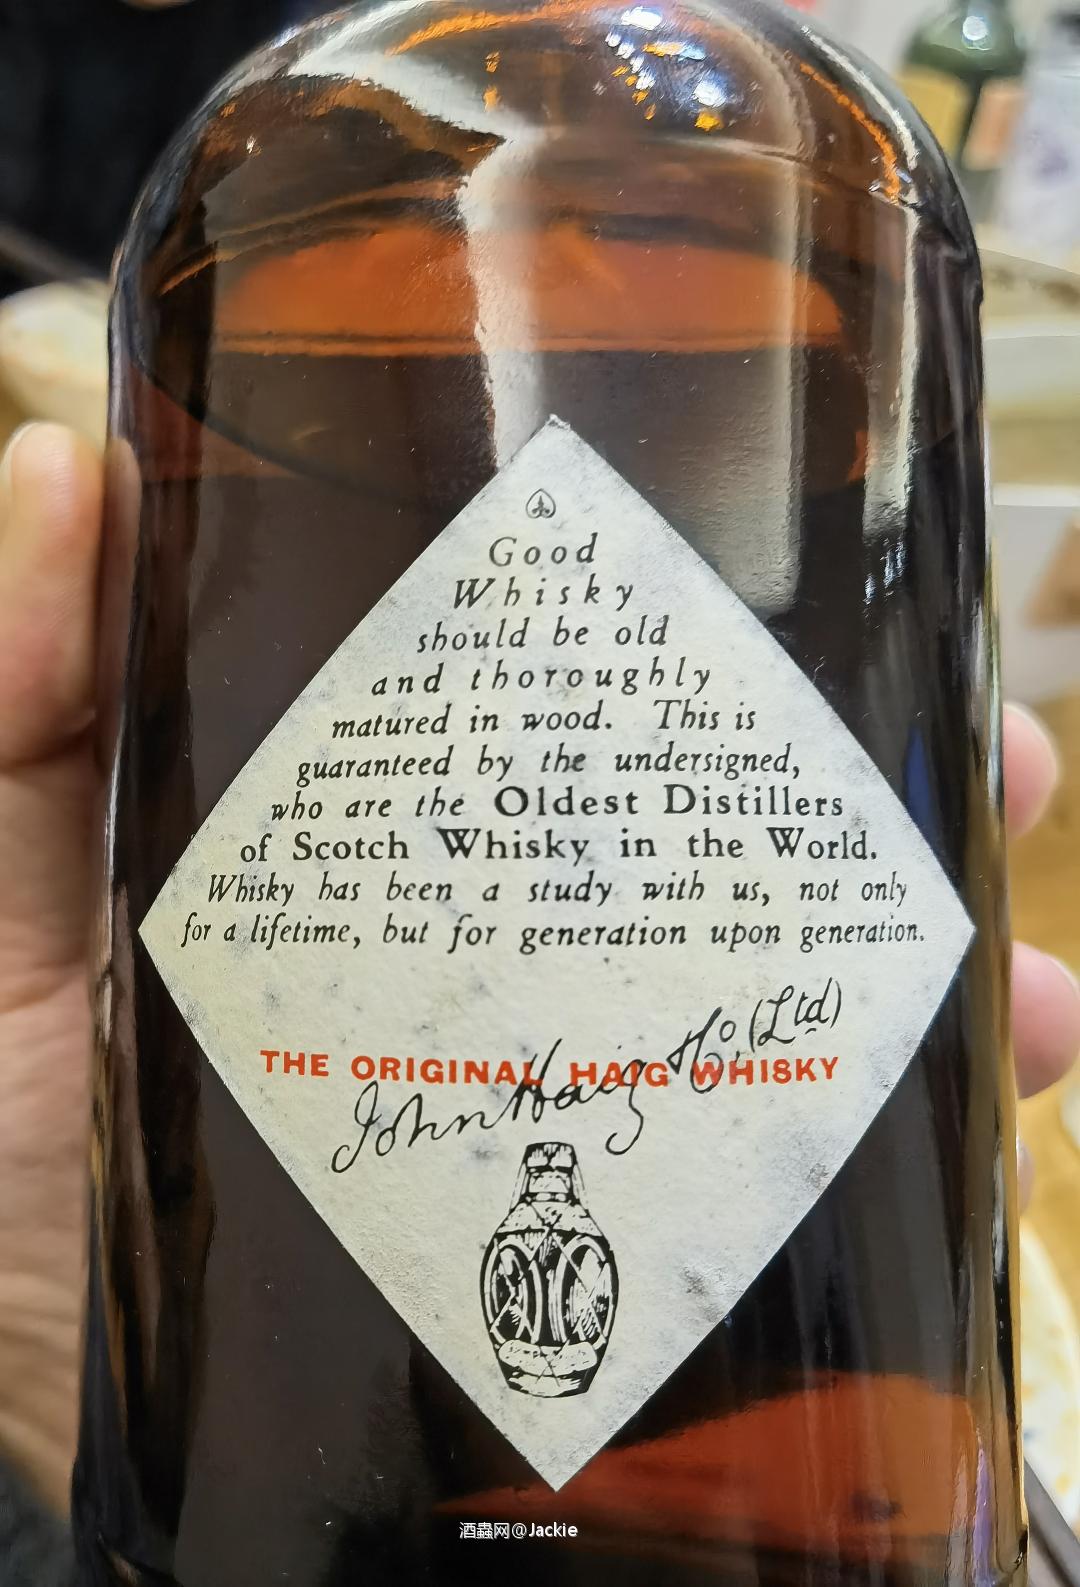 Good
Whisky
should be old
and thoroughly
matured in wood. This is
guaranteed by the undersigned,
who are the Oldest Distillers
of Scotch Whisky in the World.
Whisky has been a study with us, not only
for a lifetime, but for generation upon generation.
THE ORIGINAL HAIG WHISKY
John Haig & Co. (Ltd)
酒蟲网@Jackie